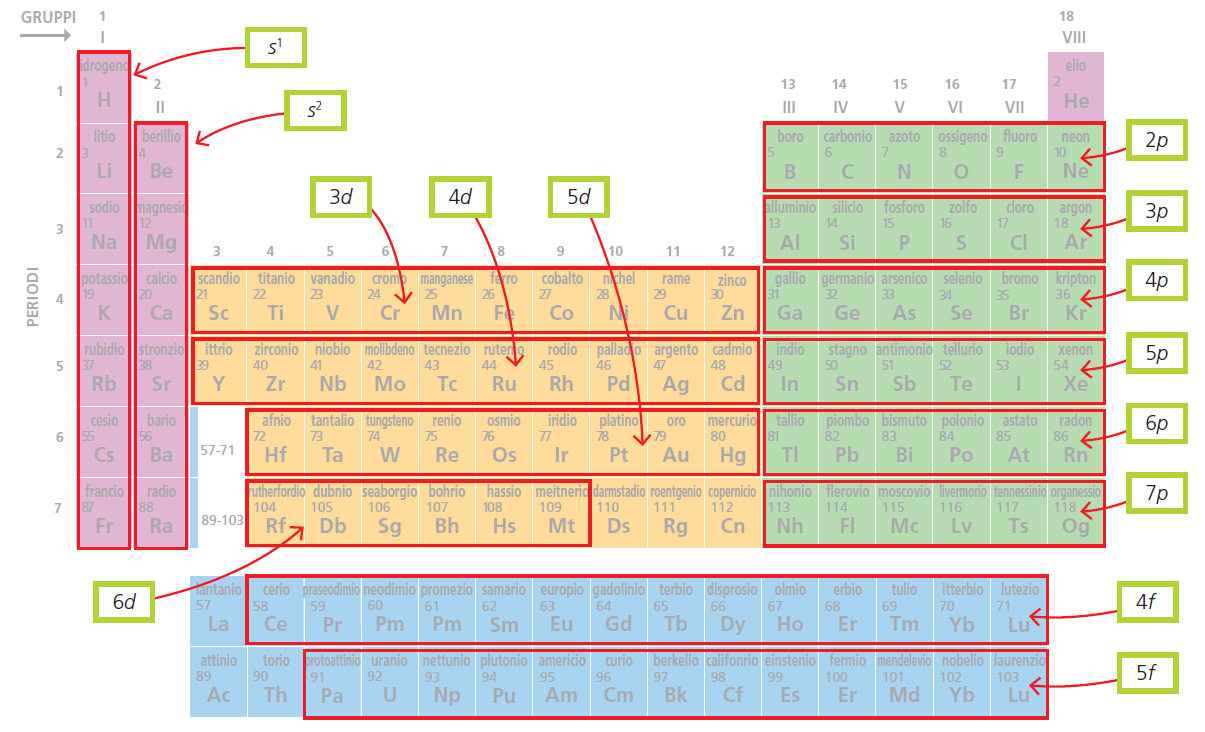 GRUPPI 1 18
I VIII
s1
idrogeno elio
1 1 2 13 14 15 16 17 2
H II III IV V VI VII He
s2
2 litio berillio boro carbonio azoto ossigeno fluoro neon 2p
3 4 5 6 7 8 9 10
Li Be B C N O F Ne
3d 4d 5d
3 sodio magnesio alluminio silicio fosforo zolfo cloro argon 3p
11 12 13 14 15 16 17 18
Na Mg Al Si P S Cl Ar
3 4 5 6 7 8 9 10 11 12
PERIODI
4 potassio calcio scandio titanio vanadio cromo manganese ferro cobalto nichel rame zinco gallio germanio arsenico selenio bromo kripton 4p
19 20 21 22 23 24 25 26 27 28 29 30 31 32 33 34 35 36
K Ca Sc Ti V Cr Mn Fe Co Ni Cu Zn Ga Ge As Se Br Kr
5 rubidio stronzio ittrio zirconio niobio molibdeno tecnezio rutenio rodio palladio argento cadmio indio stagno antimonio tellurio iodio xenon 5p
37 38 39 40 41 42 43 44 45 46 47 48 49 50 51 52 53 54
Rb Sr Y Zr Nb Mo Tc Ru Rh Pd Ag Cd In Sn Sb Te I Xe
6 cesio bario afnio tantalio tungsteno renio osmio iridio platino oro mercurio tallio piombo bismuto polonio astato radon 6p
55 56 57-71 72 73 74 75 76 77 78 79 80 81 82 83 84 85 86
Cs Ba Hf Ta W Re Os Ir Pt Au Hg Tl Pb Bi Po At Rn
7 francio radio rutherfordio dubnio seaborgio bohrio hassio meitnerio darmstadio roentgenio copernicio nihonio flerovio moscovio livermorio tennessinio organessio 7p
87 88 89-103 104 105 106 107 108 109 110 111 112 113 114 115 116 117 118
Fr Ra Rf Db Sg Bh Hs Mt Ds Rg Cn Nh Fl Mc Lv Ts Og
6d
lantanio cerio praseodimio neodimio promezio samario europio gadolinio terbio disprosio olmio erbio tulio itterbio lutezio 4f
57 58 59 60 61 62 63 64 65 66 67 68 69 70 71
La Ce Pr Pm Pm Sm Eu Gd Tb Dy Ho Er Tm Yb Lu
attinio torio protoattinio uranio nettunio plutonio americio curio berkelio califonrio einstenio fermio mendelevio nobelio laurenzio 5f
89 90 91 92 93 94 95 96 97 98 99 100 101 102 103
Ac Th Pa U Np Pu Am Cm Bk Cf Es Er Md Yb Lu